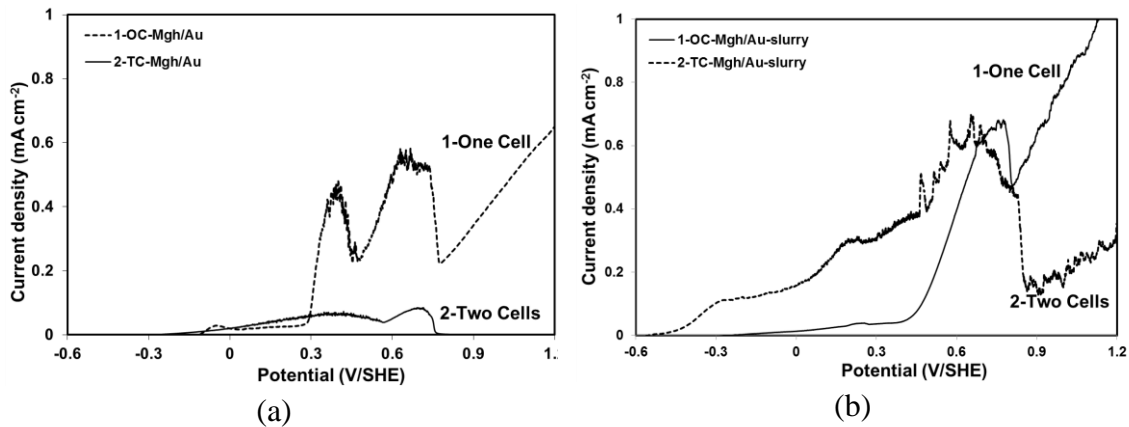 1
0.8
0.6
0.4
0.2
0
-0.6
-0.3
0
0.3
0.6
0.9
1.2
Current density (mA cm-2)
Potential (V/SHE)
1-OC-Mgh/Au
2-TC-Mgh/Au
1-One Cell
2-Two Cells
(a)
1
0.8
0.6
0.4
0.2
0
-0.6
-0.3
0
0.3
0.6
0.9
1.2
Current density (mA cm-2)
Potential (V/SHE)
1-OC-Mgh/Au-slurry
2-TC-Mgh/Au-slurry
1-One Cell
2-Two Cells
(b)